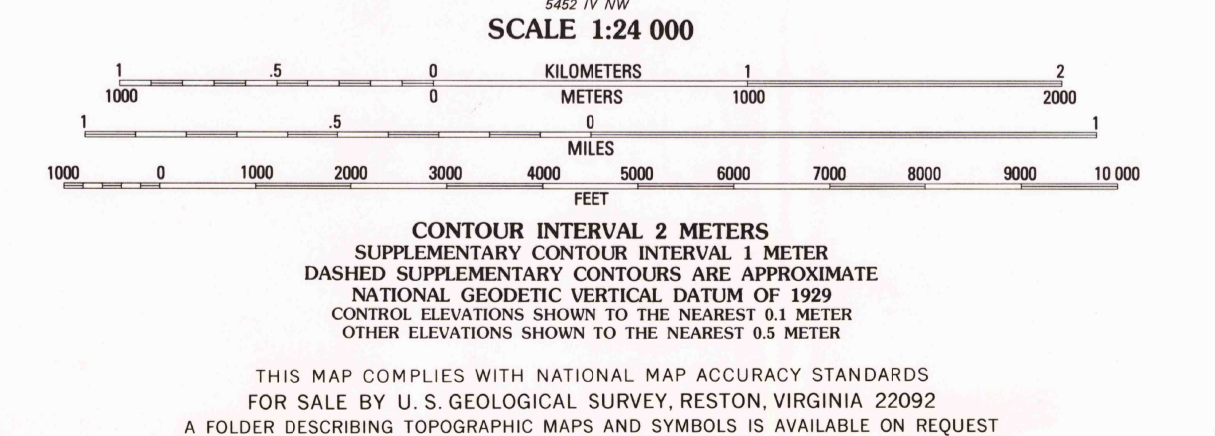 5452 IV NW
SCALE 1:24 000
1 .5 0 KILOMETERS 1 2
1000 0 METERS 1000 2000
1 .5 0 1
MILES
1000 0 1000 2000 3000 4000 5000 6000 7000 8000 9000 10 000
FEET
CONTOUR INTERVAL 2 METERS
SUPPLEMENTARY CONTOUR INTERVAL 1 METER
DASHED SUPPLEMENTARY CONTOURS ARE APPROXIMATE
NATIONAL GEODETIC VERTICAL DATUM OF 1929
CONTROL ELEVATIONS SHOWN TO THE NEAREST 0.1 METER
OTHER ELEVATIONS SHOWN TO THE NEAREST 0.5 METER
THIS MAP COMPLIES WITH NATIONAL MAP ACCURACY STANDARDS
FOR SALE BY U. S. GEOLOGICAL SURVEY, RESTON, VIRGINIA 22092
A FOLDER DESCRIBING TOPOGRAPHIC MAPS AND SYMBOLS IS AVAILABLE ON REQUEST